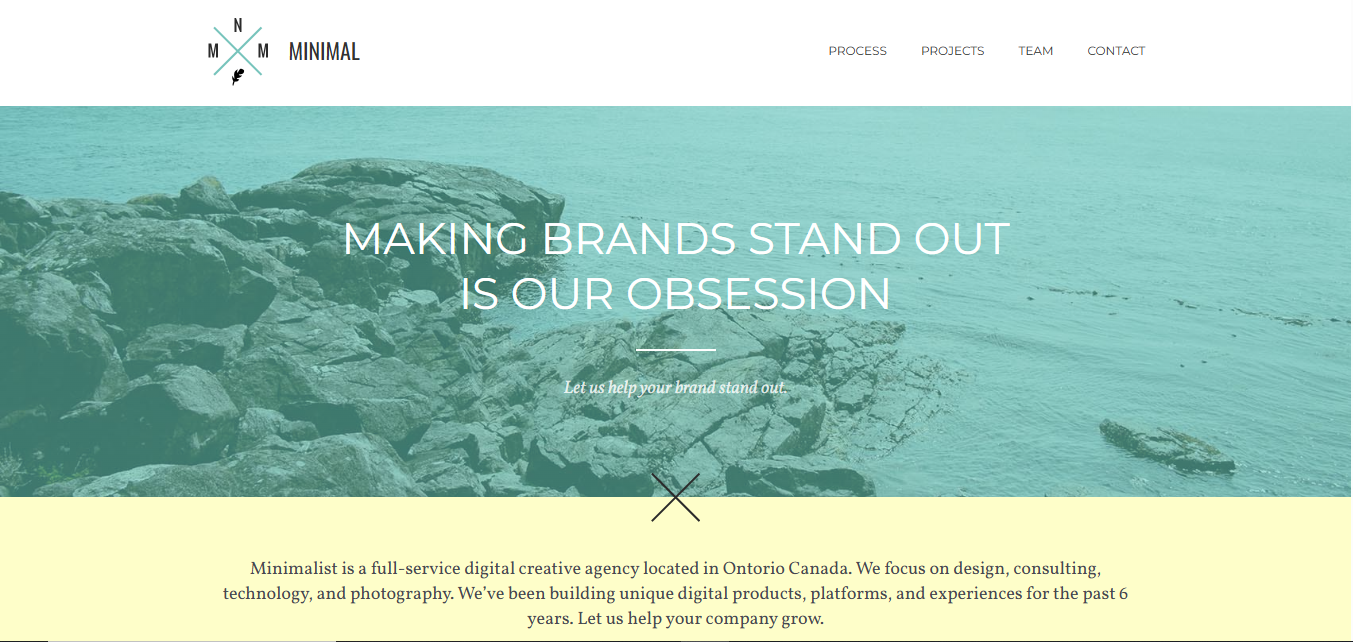 N
M M
MINIMAL
PROCESS PROJECTS TEAM CONTACT
MAKING BRANDS STAND OUT
IS OUR OBSESSION
Let us help your brand stand out.
Minimalist is a full-service digital creative agency located in Ontorio Canada. We focus on design, consulting,
technology, and photography. We’ve been building unique digital products, platforms, and experiences for the past 6
years. Let us help your company grow.